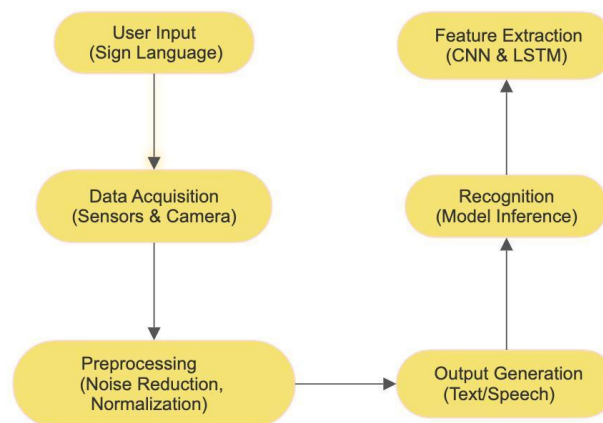 User Input
(Sign Language)
Data Acquisition
(Sensors & Camera)
Preprocessing
(Noise Reduction,
Normalization)
Output Generation
(Text/Speech)
Recognition
(Model Inference)
Feature Extraction
(CNN & LSTM)